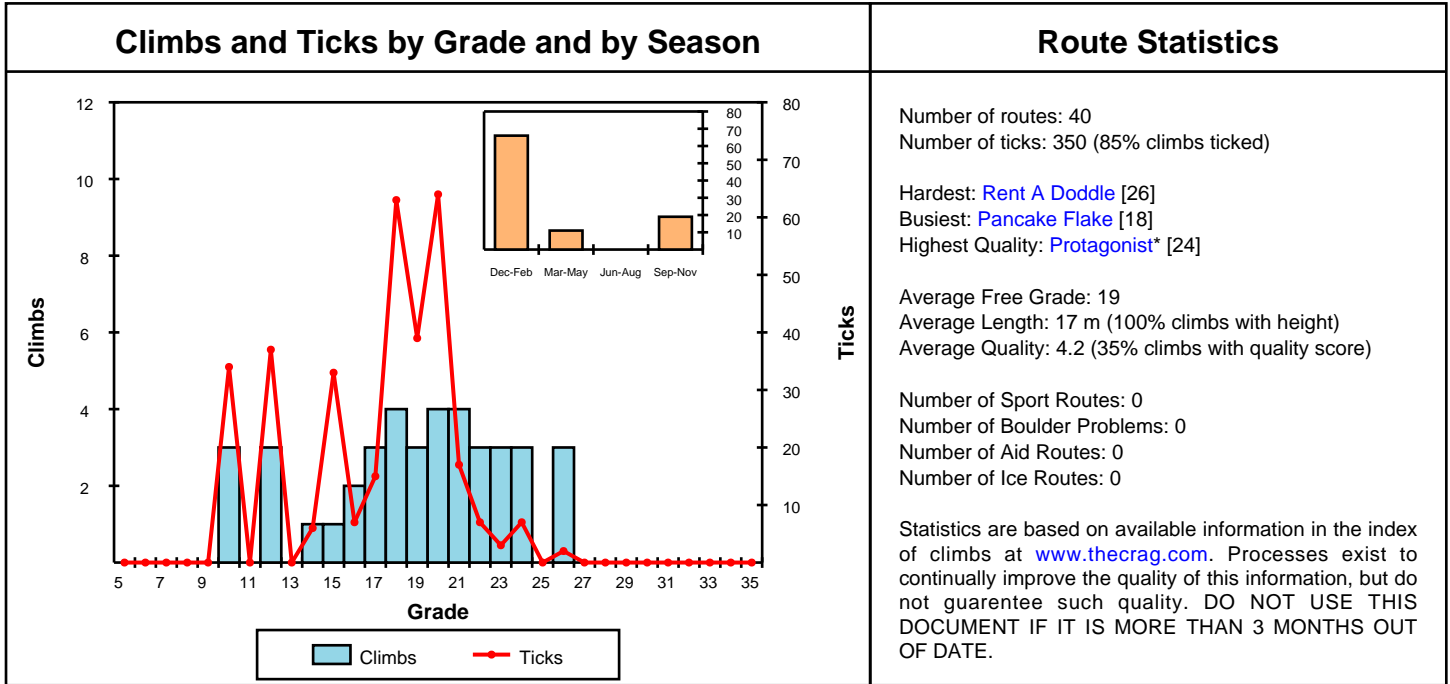 Climbs and Ticks by Grade and by Season
12
10
8
6
4
2
Climbs
80
70
60
50
40
30
20
10
Ticks
80
70
60
50
40
30
20
10
Dec-Feb Mar-May Jun-Aug Sep-Nov
5 7 9 11 13 15 17 19 21 23 25 27 29 31 33 35
Grade
Climbs Ticks
Route Statistics
Number of routes: 40
Number of ticks: 350 (85% climbs ticked)
Hardest: Rent A Doddle [26]
Busiest: Pancake Flake [18]
Highest Quality: Protagonist* [24]
Average Free Grade: 19
Average Length: 17 m (100% climbs with height)
Average Quality: 4.2 (35% climbs with quality score)
Number of Sport Routes: 0
Number of Boulder Problems: 0
Number of Aid Routes: 0
Number of Ice Routes: 0
Statistics are based on available information in the index
of climbs at www.thecrag.com. Processes exist to
continually improve the quality of this information, but do
not guarentee such quality. DO NOT USE THIS
DOCUMENT IF IT IS MORE THAN 3 MONTHS OUT
OF DATE.